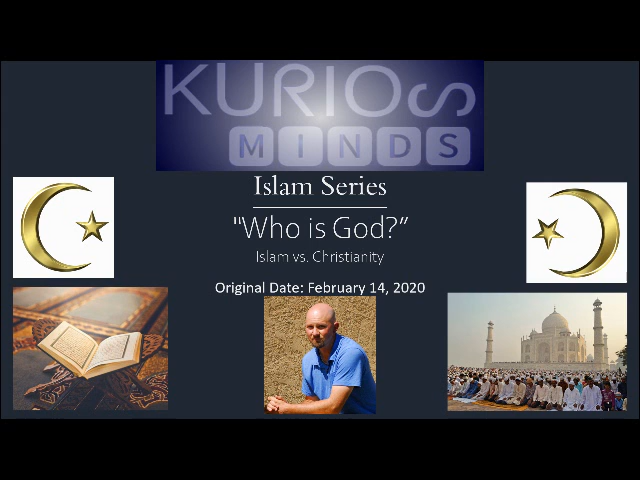 KURIOS
MINDS
Islam Series
"Who is God?”
Islam vs. Christianity
Original Date: February 14, 2020